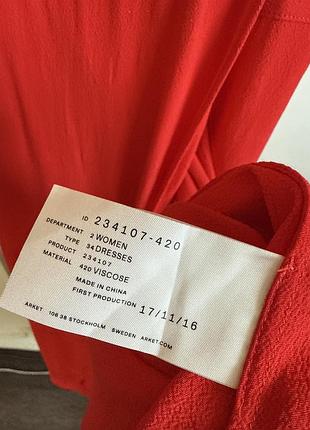 ID 234107-420
DEPARTMENT 2 WOMEN
TYPE 34 DRESSES
PRODUCT 234107
MATERIAL 420 VISCOSE
MADE IN CHINA
FIRST PRODUCTION 17/11/16
ARKET 106 38 STOCKHOLM SWEDEN ARKET.COM